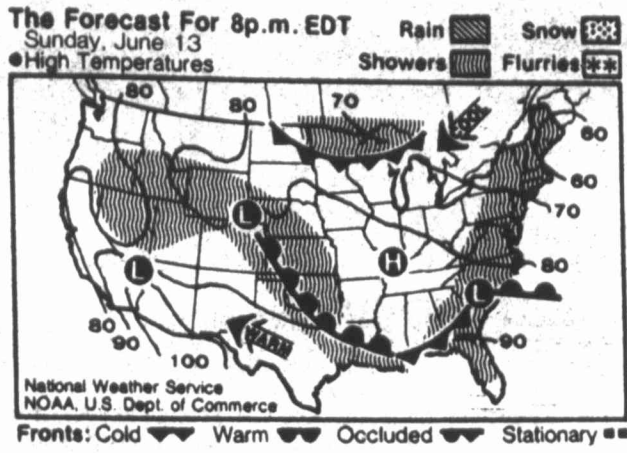 The Forecast For 8p.m. EDT
Sunday, June 13
High Temperatures
Rain
Snow
Showers
Flurries
80
80
70
60
60
70
80
90
L
H
L
L
80
90
100
WARM
National Weather Service
NOAA, U.S. Dept. of Commerce
Fronts: Cold Warm Occluded Stationary